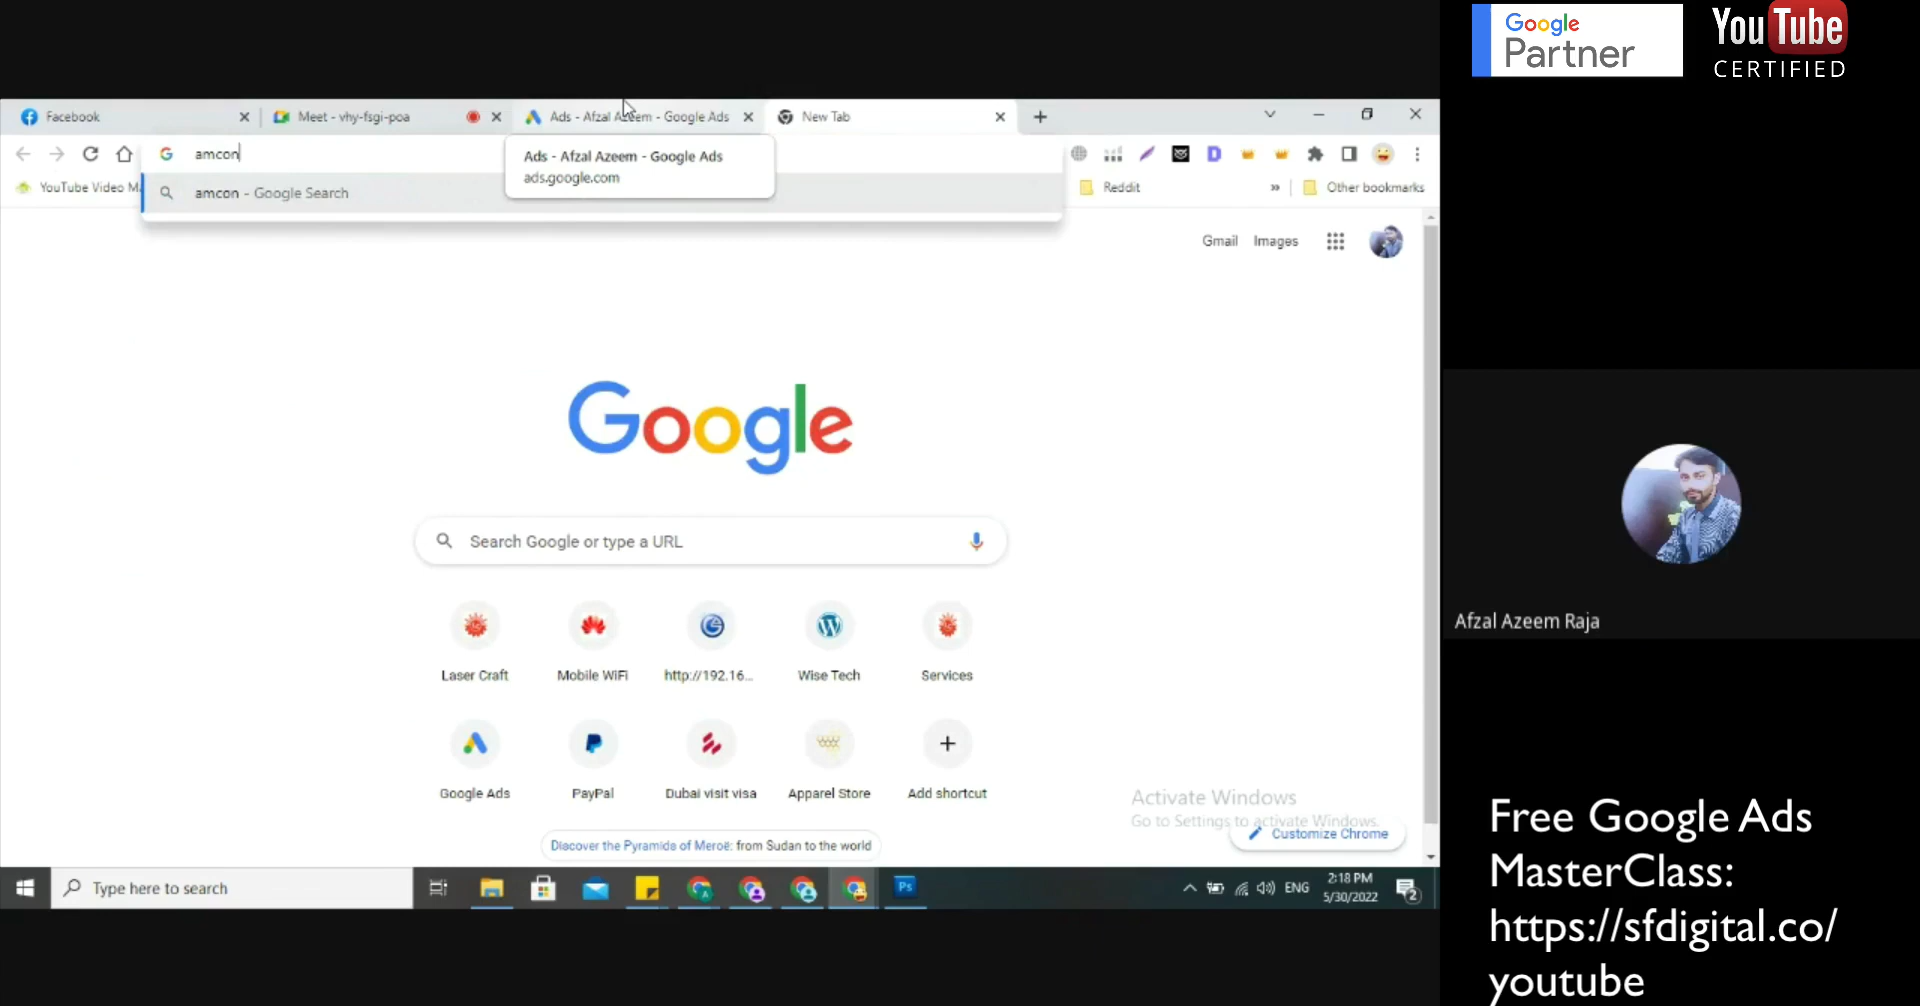 Google
Partner
You Tube
CERTIFIED
Facebook
Meet - vhy-fsgi-poa
Ads - Afzal Azeem - Google Ads
New Tab
amcon
Ads - Afzal Azeem - Google Ads
ads.google.com
YouTube Video M
amcon - Google Search
Reddit
»
Other bookmarks
Gmail
Images
Google
Search Google or type a URL
Laser Craft
Mobile WiFi
http://192.16...
Wise Tech
Services
Google Ads
PayPal
Dubai visit visa
Apparel Store
Add shortcut
Activate Windows
Go to Settings to activate Windows.
Customize Chrome
Discover the Pyramids of Meroë: from Sudan to the world
Type here to search
Ps
ENG
2:18 PM
5/30/2022
2
Afzal Azeem Raja
Free Google Ads
MasterClass:
https://sfdigital.co/
youtube